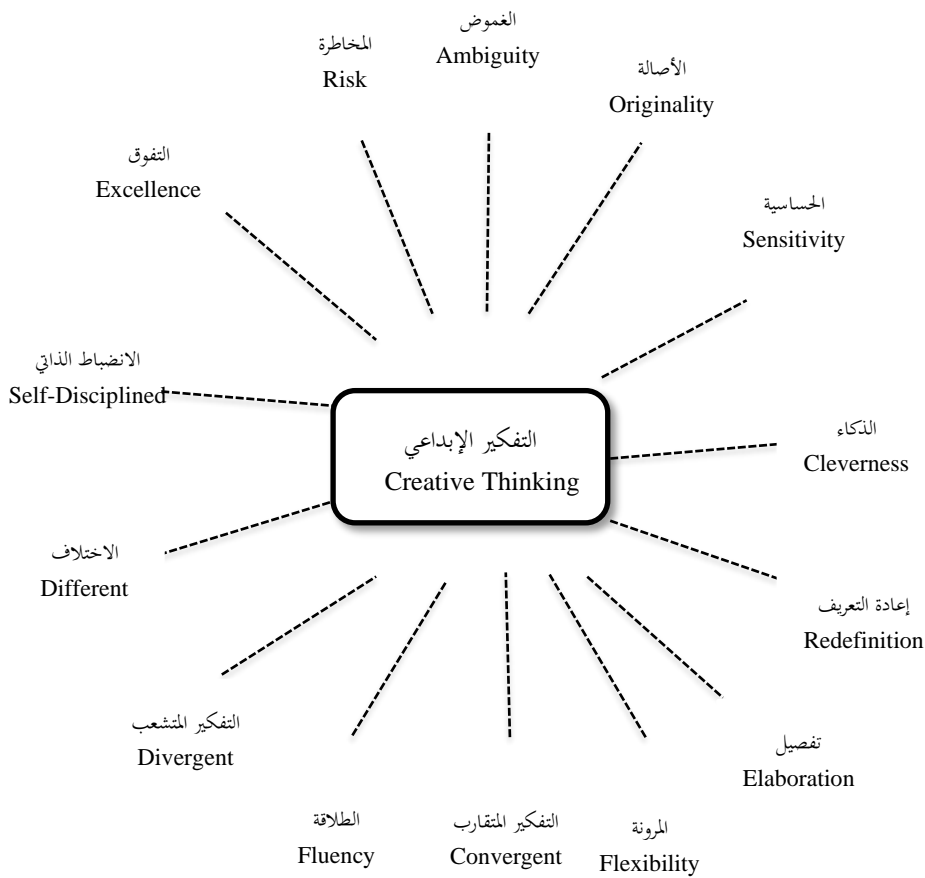 الغموض
Ambiguity
المخاطرة
Risk
الأصالة
Originality
التفوق
Excellence
الحساسية
Sensitivity
الانضباط الذاتي
Self-Disciplined
التفكير الإبداعي
Creative Thinking
الذكاء
Cleverness
الاختلاف
Different
إعادة التعريف
Redefinition
التفكير المتشعب
Divergent
تفصيل
Elaboration
الطلاقة
Fluency
التفكير المتقارب
Convergent
المرونة
Flexibility